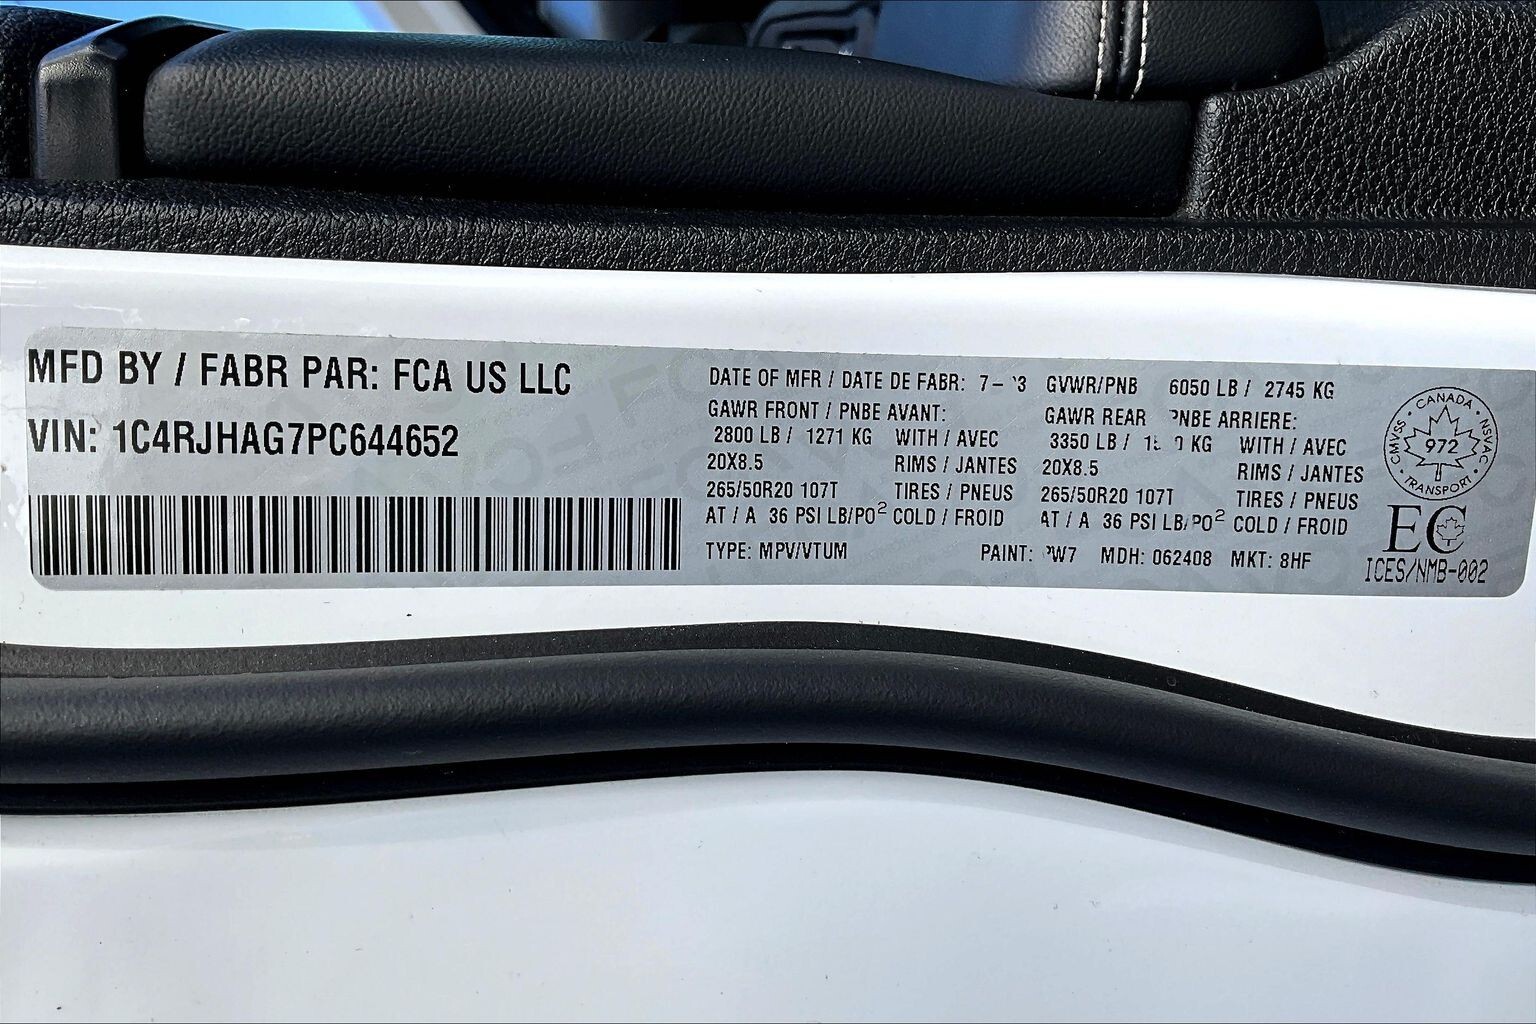 MFD BY / FABR PAR: FCA US LLC
VIN: 1C4RJHAG7PC644652
DATE OF MFR / DATE DE FABR: GVWR/PNB 6050 LB / 2745 KG
GAWR FRONT / PNBE AVANT: GAWR REAR ARRIERE:
2800 LB / 1271 KG WITH / AVEC 3350 LB / KG WITH / AVEC
20X8.5 RIMS / JANTES 20X8.5 RIMS / JANTES
265/50R20 107T TIRES / PNEUS 265/50R20 107T TIRES / PNEUS
AT / A 36 PSI LB/PO² COLD / FROID AT / A 36 PSI LB/PO² COLD / FROID
TYPE: MPV/VTUM PAINT: MDH: 062408 MKT: 8HF
CANADA
CMVSS NSVAC
972
TRANSPORT
EC
ICES/NMB-002